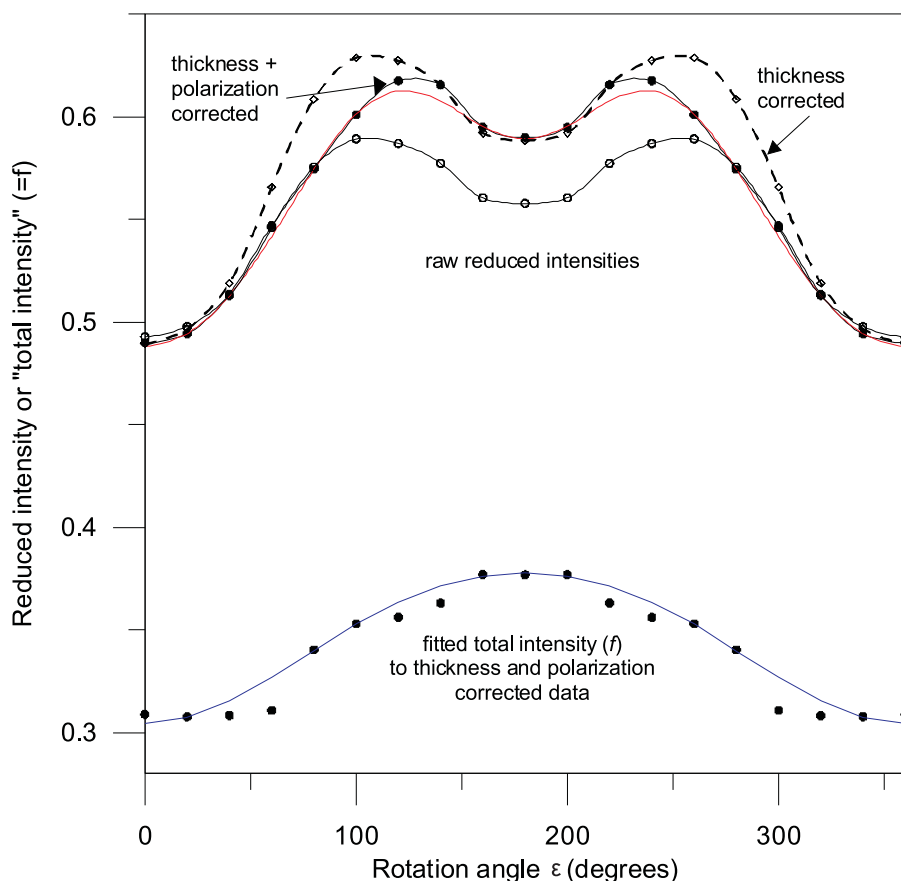 thickness +
polarization
corrected
thickness
corrected
raw reduced intensities
fitted total intensity (f)
to thickness and polarization
corrected data
Reduced intensity or "total intensity" (=f)
0.6
0.5
0.4
0.3
0
100
200
300
Rotation angle ε (degrees)